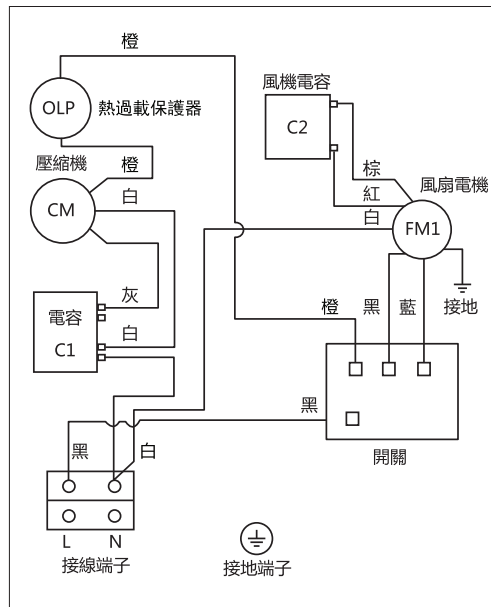 橙
OLP
熱過載保護器
風機電容
C2
壓縮機
橙
棕
白
紅
風扇電機
CM
白
FM1
灰
橙
黑
藍
接地
電容
白
C1
黑
開關
黑
白
L
N
接線端子
接地端子